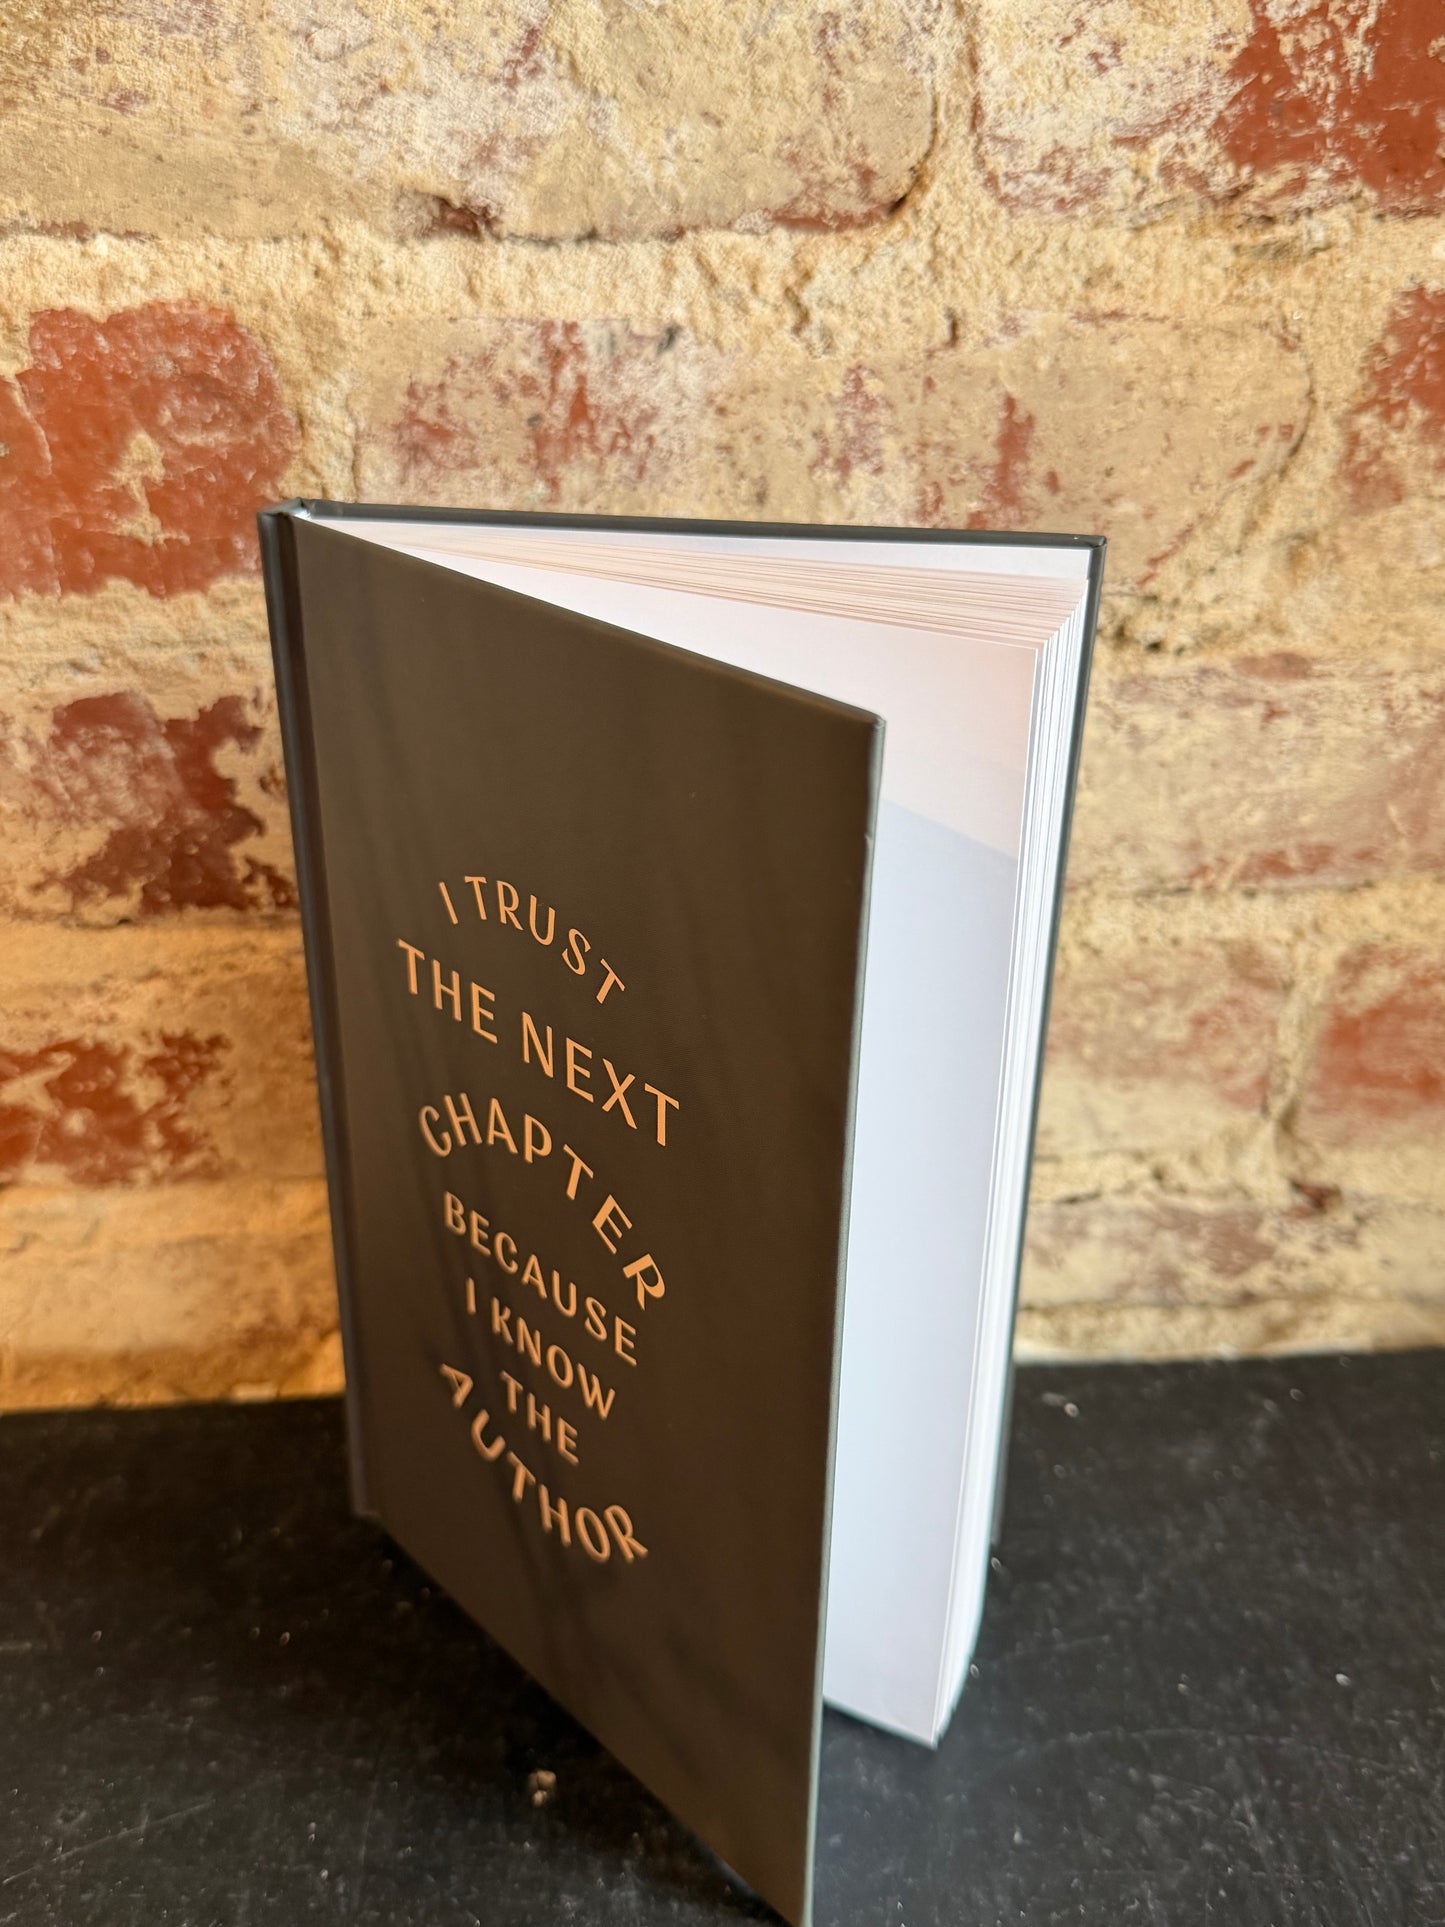 I TRUST
THE NEXT
CHAPTER
BECAUSE
I KNOW
THE
AUTHOR